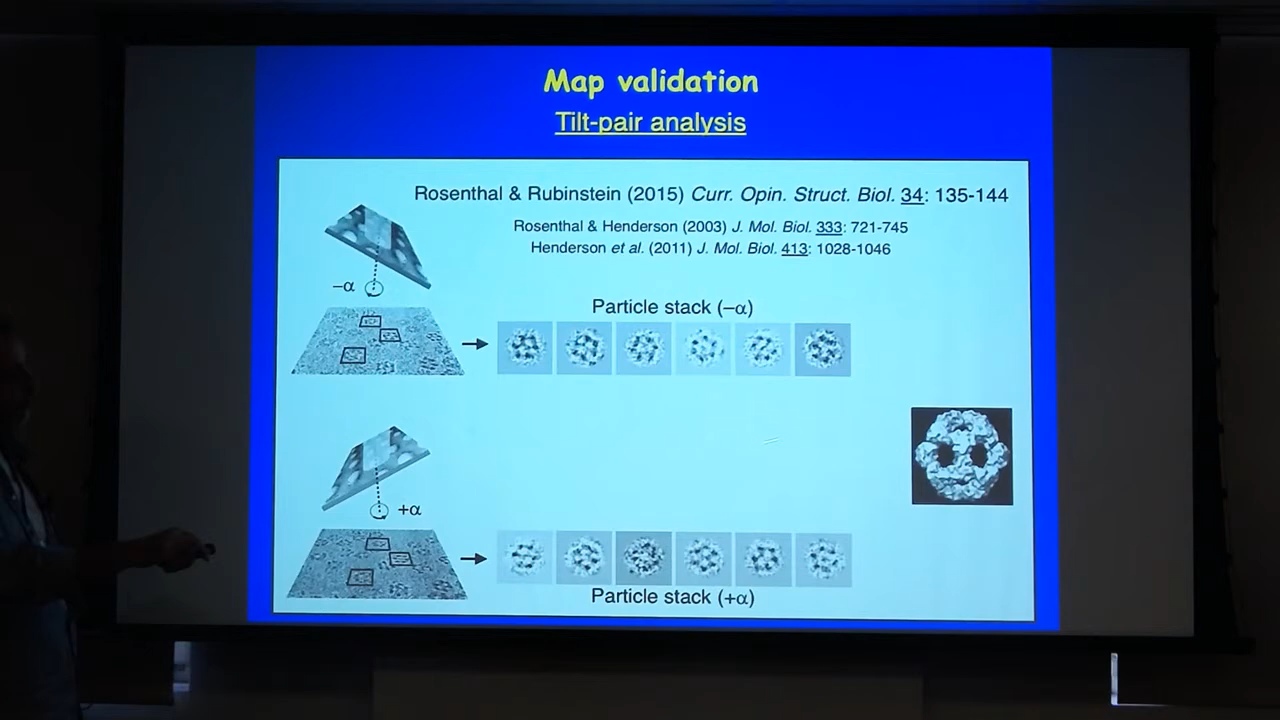 Map validation
Tilt-pair analysis
Rosenthal & Rubinstein (2015) Curr. Opin. Struct. Biol. 34: 135-144
Rosenthal & Henderson (2003) J. Mol. Biol. 333: 721-745
Henderson et al. (2011) J. Mol. Biol. 413: 1028-1046
–α
Particle stack (–α)
+α
Particle stack (+α)